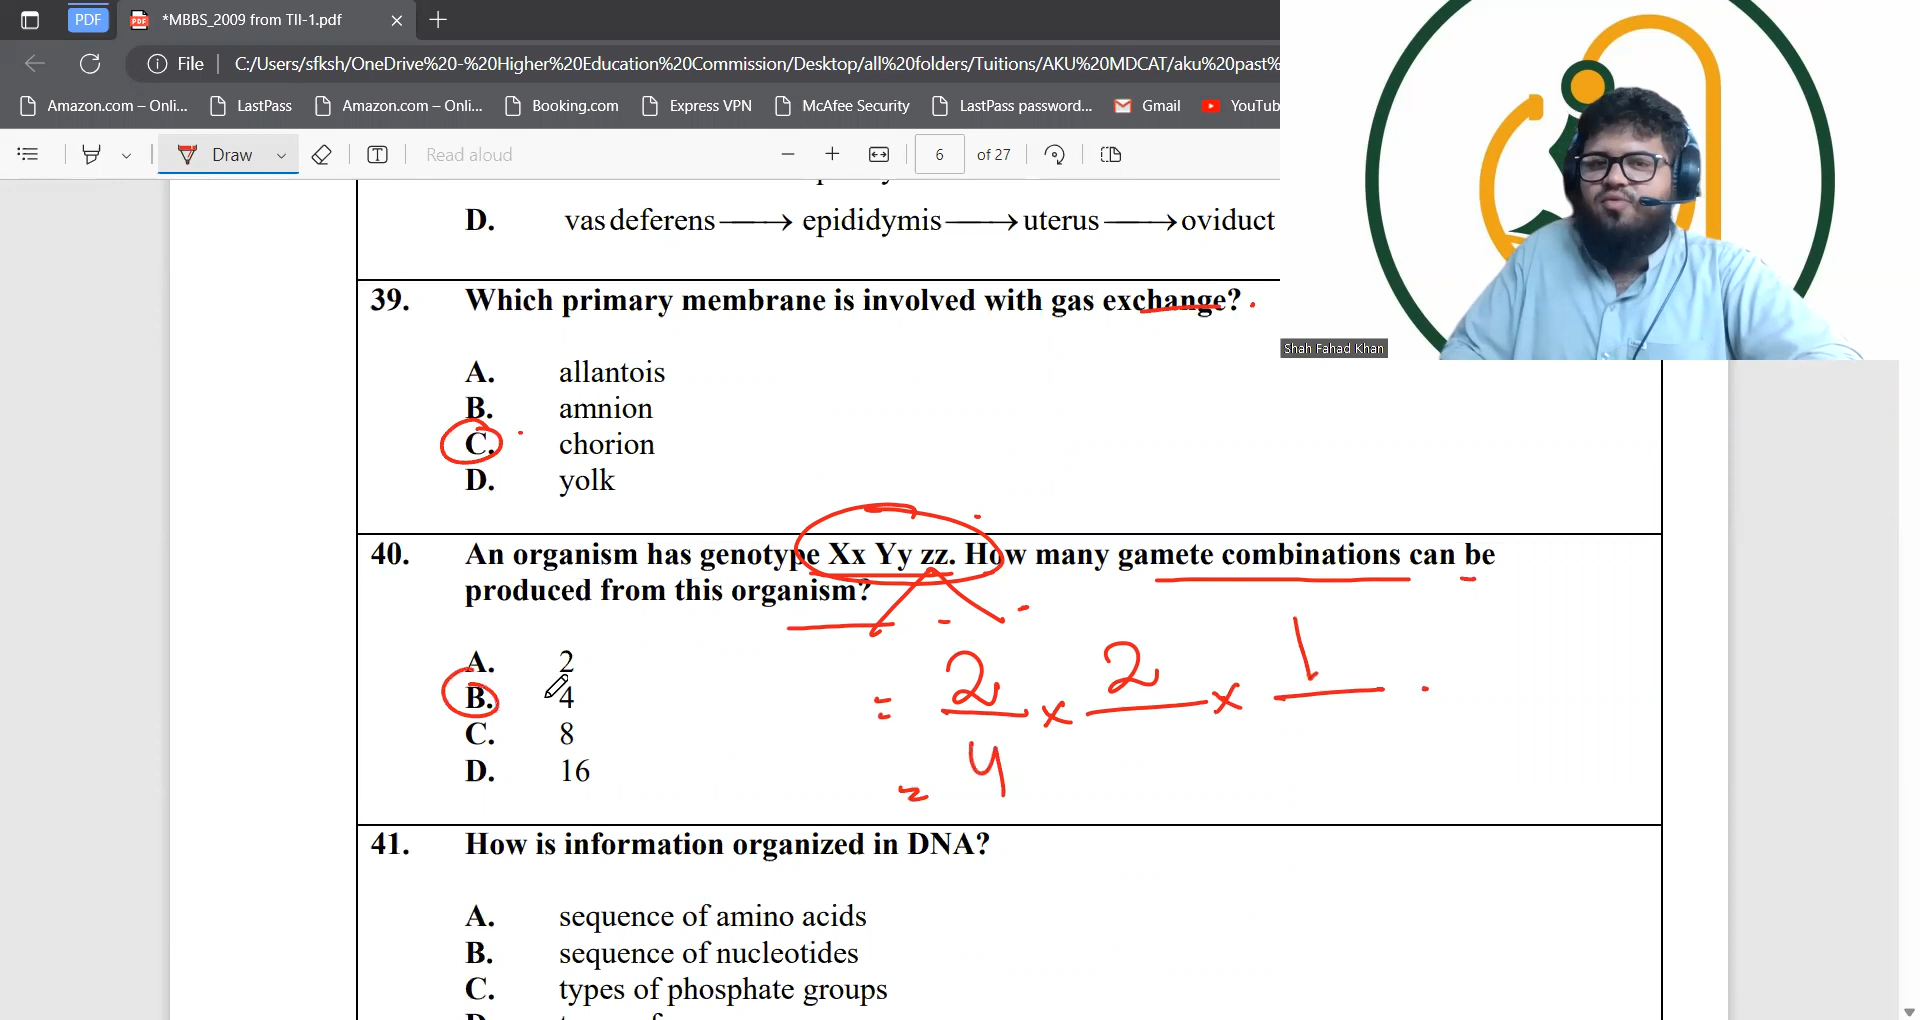 PDF *MBBS_2009 from TII-1.pdf
File C:/Users/sfksh/OneDrive%20-%20Higher%20Education%20Commission/Desktop/all%20folders/Tuitions/AKU%20MDCAT/aku%20past%
Amazon.com – Onli... LastPass Amazon.com – Onli... Booking.com Express VPN McAfee Security LastPass password... Gmail YouTub
Draw Read aloud 6 of 27
D. vas deferens → epididymis → uterus → oviduct
Shah Fahad Khan
39. Which primary membrane is involved with gas exchange?
A. allantois
B. amnion
C. chorion
D. yolk
40. An organism has genotype Xx Yy zz. How many gamete combinations can be
produced from this organism?
A. 2
B. 4
C. 8
D. 16
= 2 × 2 × 1
= 4
41. How is information organized in DNA?
A. sequence of amino acids
B. sequence of nucleotides
C. types of phosphate groups